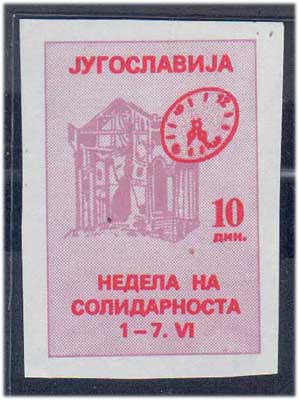 ЈУГОСЛАВИЈА
10
дин.
НЕДЕЛА НА
СОЛИДАРНОСТА
1–7. VI